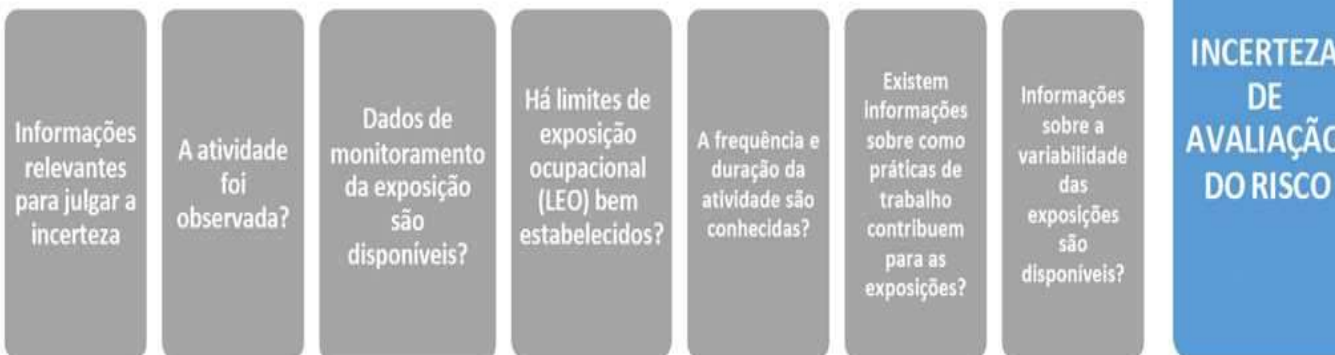 Informações
relevantes
para julgar a
incerteza
A atividade
foi
observada?
Dados de
monitoramento
da exposição
são
disponíveis?
Há limites de
exposição
ocupacional
(LEO) bem
estabelecidos?
A frequência e
duração da
atividade são
conhecidas?
Existem
informações
sobre como
práticas de
trabalho
contribuem
para as
exposições?
Informações
sobre a
variabilidade
das
exposições
são
disponíveis?
INCERTEZA
DE
AVALIAÇÃO
DO RISCO